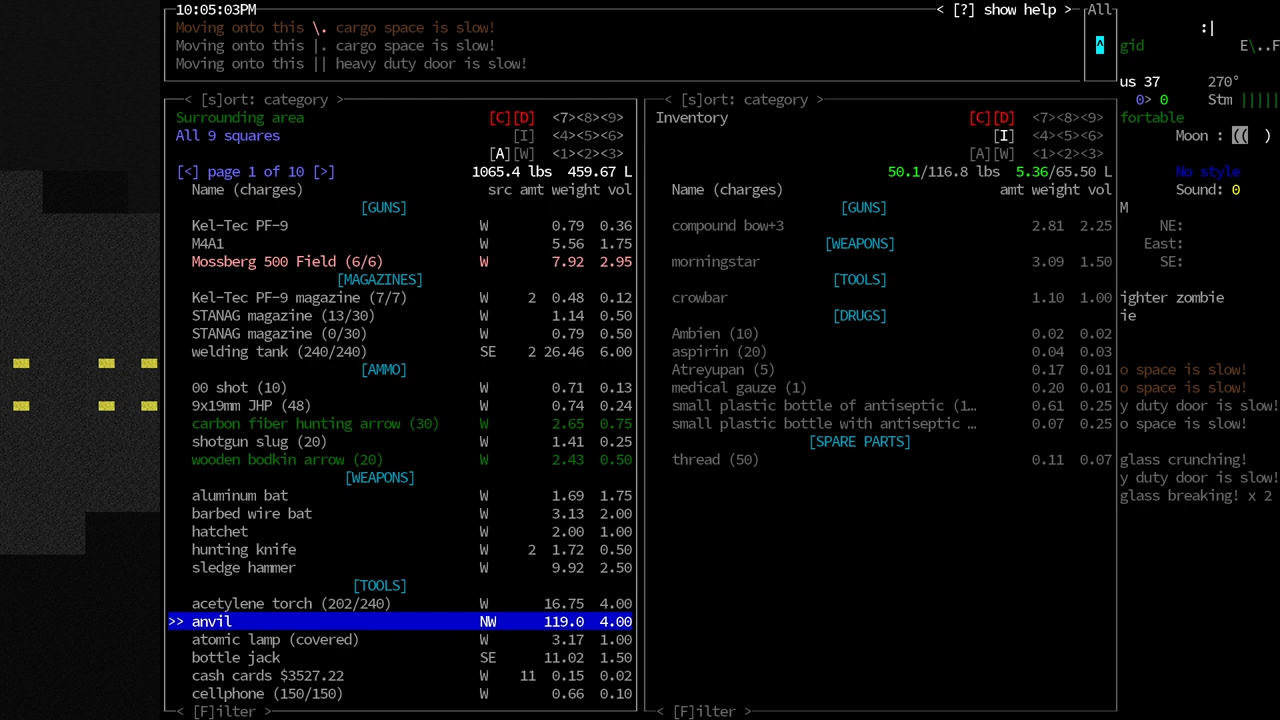 10:05:03PM < [?] show help > All
Moving onto this \. cargo space is slow!
Moving onto this |. cargo space is slow!
Moving onto this || heavy duty door is slow!
^
:|
gid E\..F
us 37 270°
0> 0 Stm |||||
fortable
Moon : (( )
No style
Sound: 0
M
NE:
East:
SE:
ighter zombie
ie
o space is slow!
o space is slow!
y duty door is slow!
o space is slow!
glass crunching!
y duty door is slow!
glass breaking! x 2
< [s]ort: category >
Surrounding area [C][D] <7><8><9>
All 9 squares [I] <4><5><6>
[A][W] <1><2><3>
[<] page 1 of 10 [>] 1065.4 lbs 459.67 L
Name (charges) src amt weight vol
[GUNS]
Kel-Tec PF-9 W 0.79 0.36
M4A1 W 5.56 1.75
Mossberg 500 Field (6/6) W 7.92 2.95
[MAGAZINES]
Kel-Tec PF-9 magazine (7/7) W 2 0.48 0.12
STANAG magazine (13/30) W 1.14 0.50
STANAG magazine (0/30) W 0.79 0.50
welding tank (240/240) SE 2 26.46 6.00
[AMMO]
00 shot (10) W 0.71 0.13
9x19mm JHP (48) W 0.74 0.24
carbon fiber hunting arrow (30) W 2.65 0.75
shotgun slug (20) W 1.41 0.25
wooden bodkin arrow (20) W 2.43 0.50
[WEAPONS]
aluminum bat W 1.69 1.75
barbed wire bat W 3.13 2.00
hatchet W 2.00 1.00
hunting knife W 2 1.72 0.50
sledge hammer W 9.92 2.50
[TOOLS]
acetylene torch (202/240) W 16.75 4.00
>> anvil NW 119.0 4.00
atomic lamp (covered) W 3.17 1.00
bottle jack SE 11.02 1.50
cash cards $3527.22 W 11 0.15 0.02
cellphone (150/150) W 0.66 0.10
< [F]ilter >
< [s]ort: category >
Inventory [C][D] <7><8><9>
[I] <4><5><6>
[A][W] <1><2><3>
50.1/116.8 lbs 5.36/65.50 L
Name (charges) amt weight vol
[GUNS]
compound bow+3 2.81 2.25
[WEAPONS]
morningstar 3.09 1.50
[TOOLS]
crowbar 1.10 1.00
[DRUGS]
Ambien (10) 0.02 0.02
aspirin (20) 0.04 0.03
Atreyupan (5) 0.17 0.01
medical gauze (1) 0.20 0.01
small plastic bottle of antiseptic (1… 0.61 0.25
small plastic bottle with antiseptic … 0.07 0.25
[SPARE PARTS]
thread (50) 0.11 0.07
< [F]ilter >